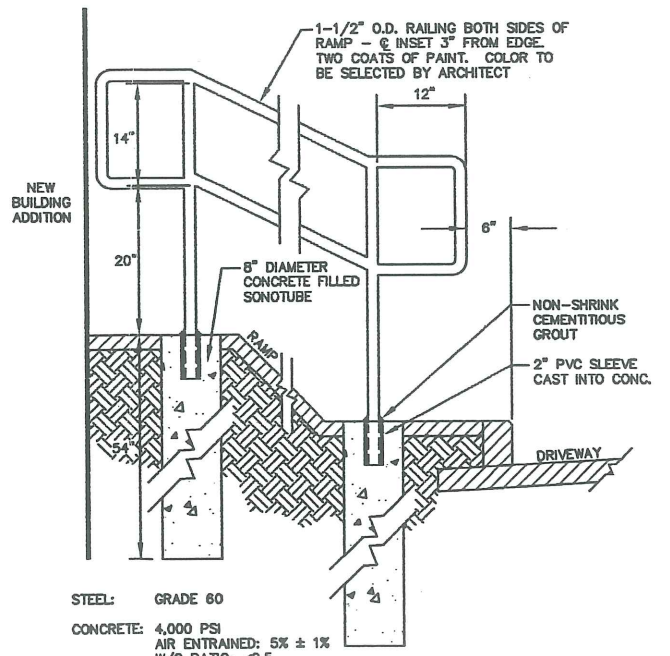 1-1/2" O.D. RAILING BOTH SIDES OF
RAMP - ℄ INSET 3" FROM EDGE.
TWO COATS OF PAINT. COLOR TO
BE SELECTED BY ARCHITECT
12"
14"
NEW
BUILDING
ADDITION
6"
20"
8" DIAMETER
CONCRETE FILLED
SONOTUBE
NON-SHRINK
CEMENTITIOUS
GROUT
RAMP
2" PVC SLEEVE
CAST INTO CONC.
54"
DRIVEWAY
STEEL: GRADE 60
CONCRETE: 4,000 PSI
AIR ENTRAINED: 5% ± 1%